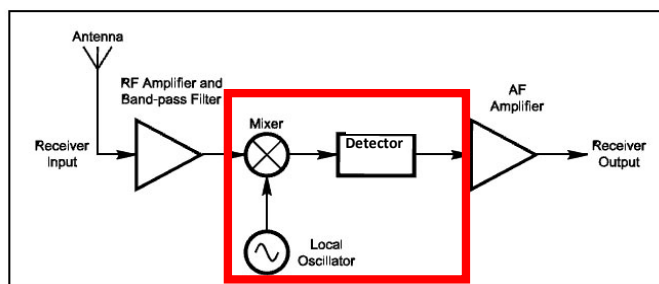 Antenna
RF Amplifier and
Band-pass Filter
AF
Amplifier
Mixer
Receiver
Input
Detector
Receiver
Output
Local
Oscillator